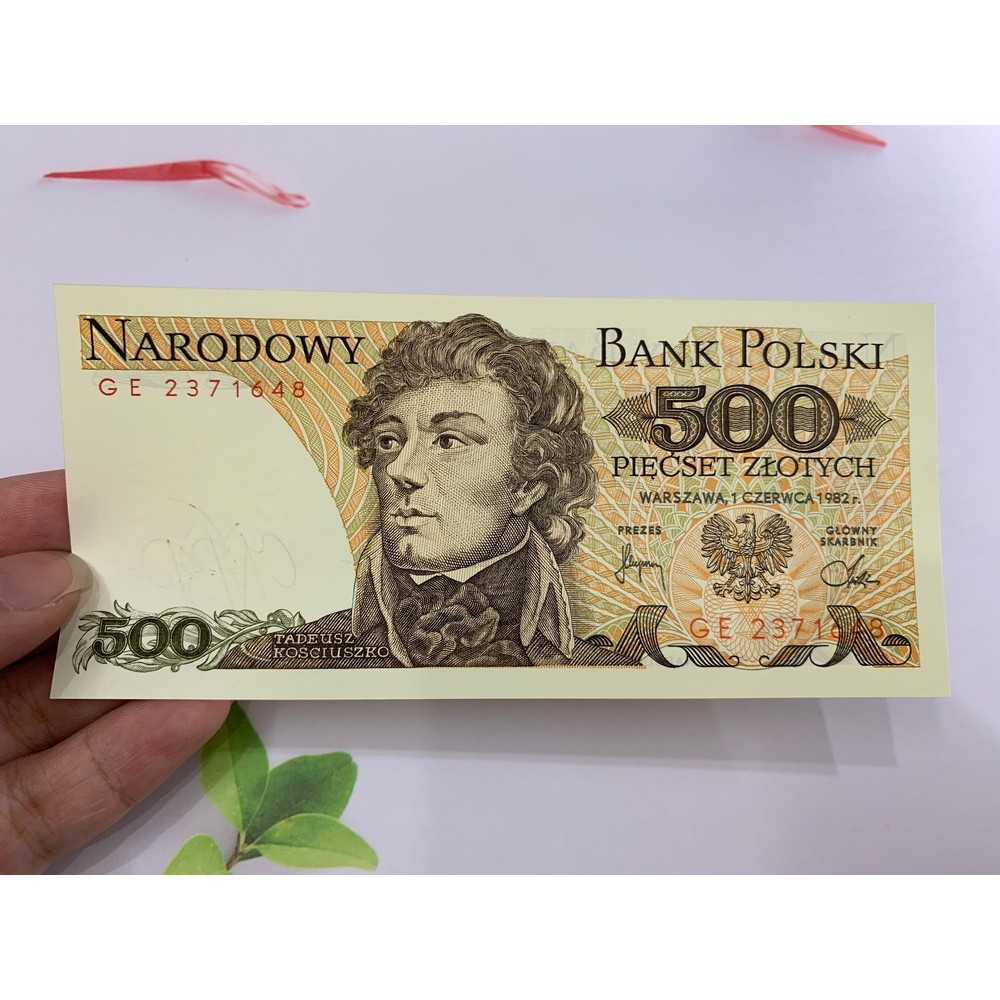 NARODOWY BANK POLSKI
GE 2371648
500
PIĘĆSET ZŁOTYCH
WARSZAWA, 1 CZERWCA 1982 r.
PREZES
GŁÓWNY
SKARBNIK
GE 2371648
500
TADEUSZ
KOŚCIUSZKO